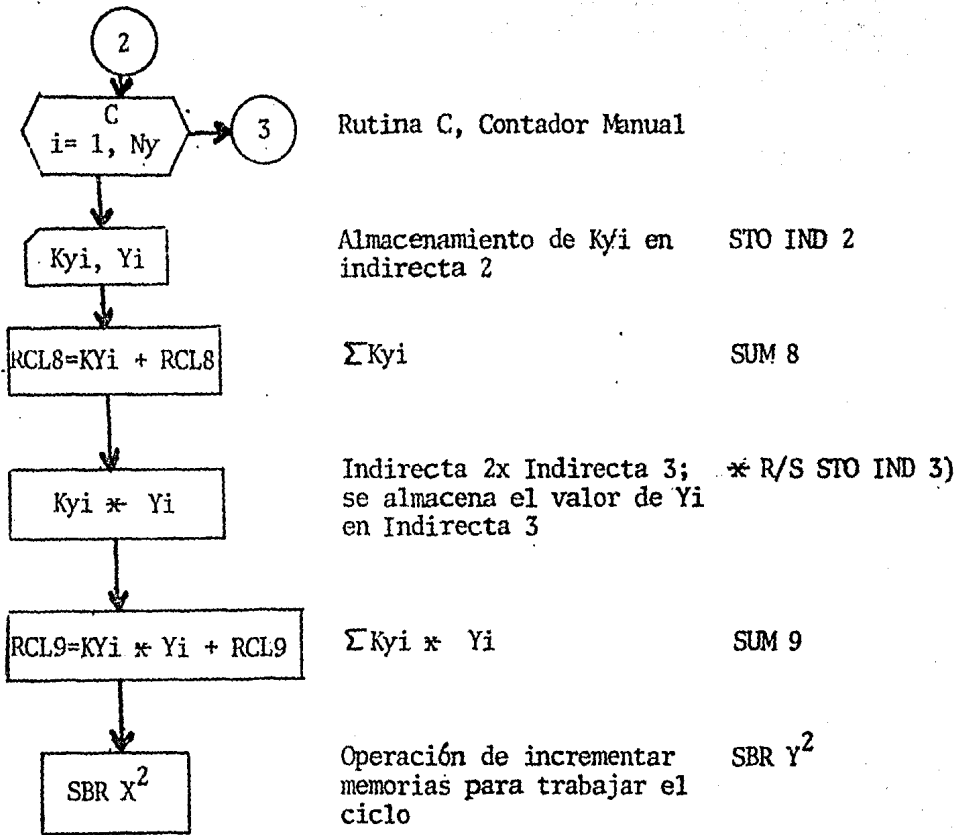 2
C
i= 1, Ny
3
Rutina C, Contador Manual
Kyi, Yi
Almacenamiento de Kyi en
indirecta 2
STO IND 2
RCL8=KYi + RCL8
ΣKyi
SUM 8
Kyi * Yi
Indirecta 2x Indirecta 3;
se almacena el valor de Yi
en Indirecta 3
* R/S STO IND 3)
RCL9=KYi * Yi + RCL9
ΣKyi * Yi
SUM 9
SBR X²
Operación de incrementar
memorias para trabajar el
ciclo
SBR Y²